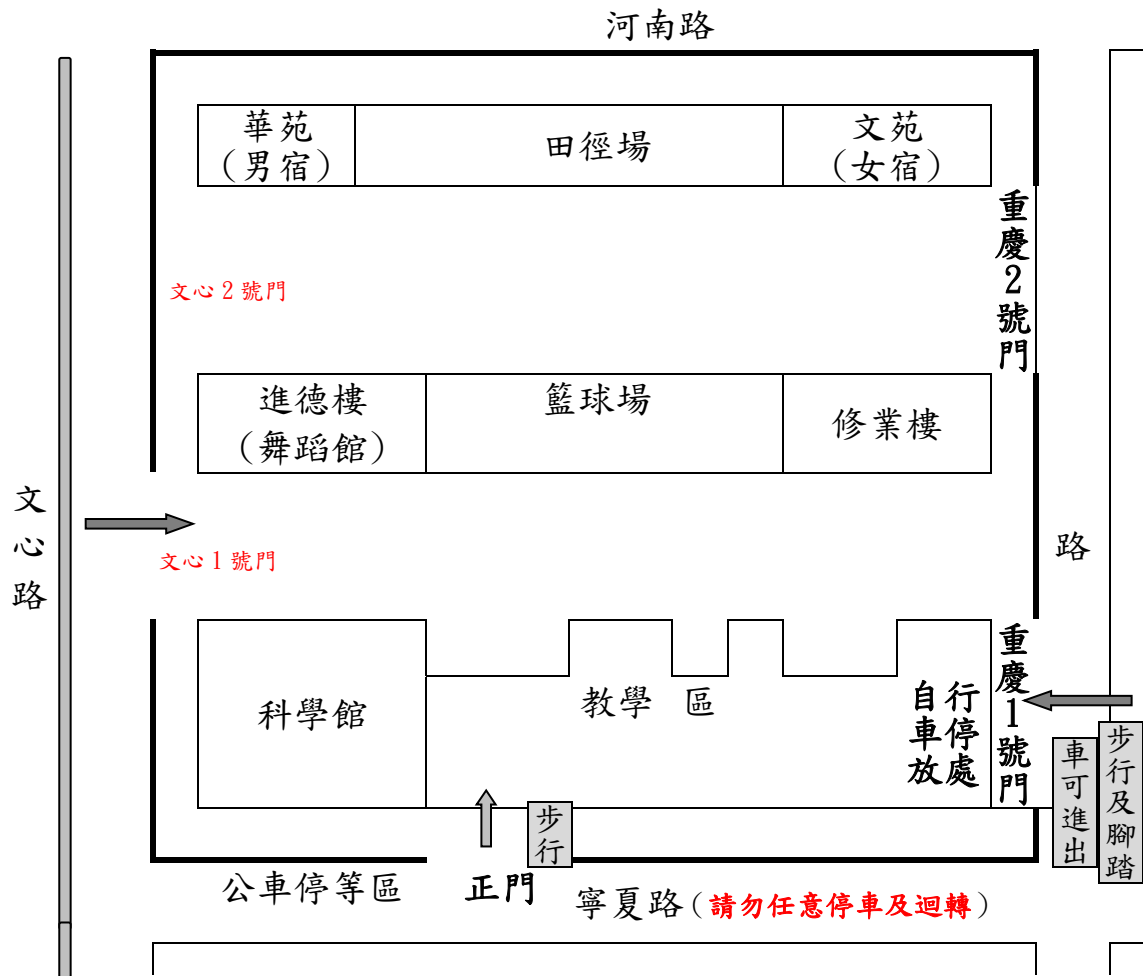 河南路
華苑
（男宿）
田徑場
文苑
（女宿）
重慶2號門
文心2號門
進德樓
（舞蹈館）
籃球場
修業樓
文心路
文心1號門
路
科學館
教學 區
自行
車停
放處
重慶1號門
步行及腳踏
車可進出
步行
公車停等區
正門
寧夏路（請勿任意停車及迴轉）